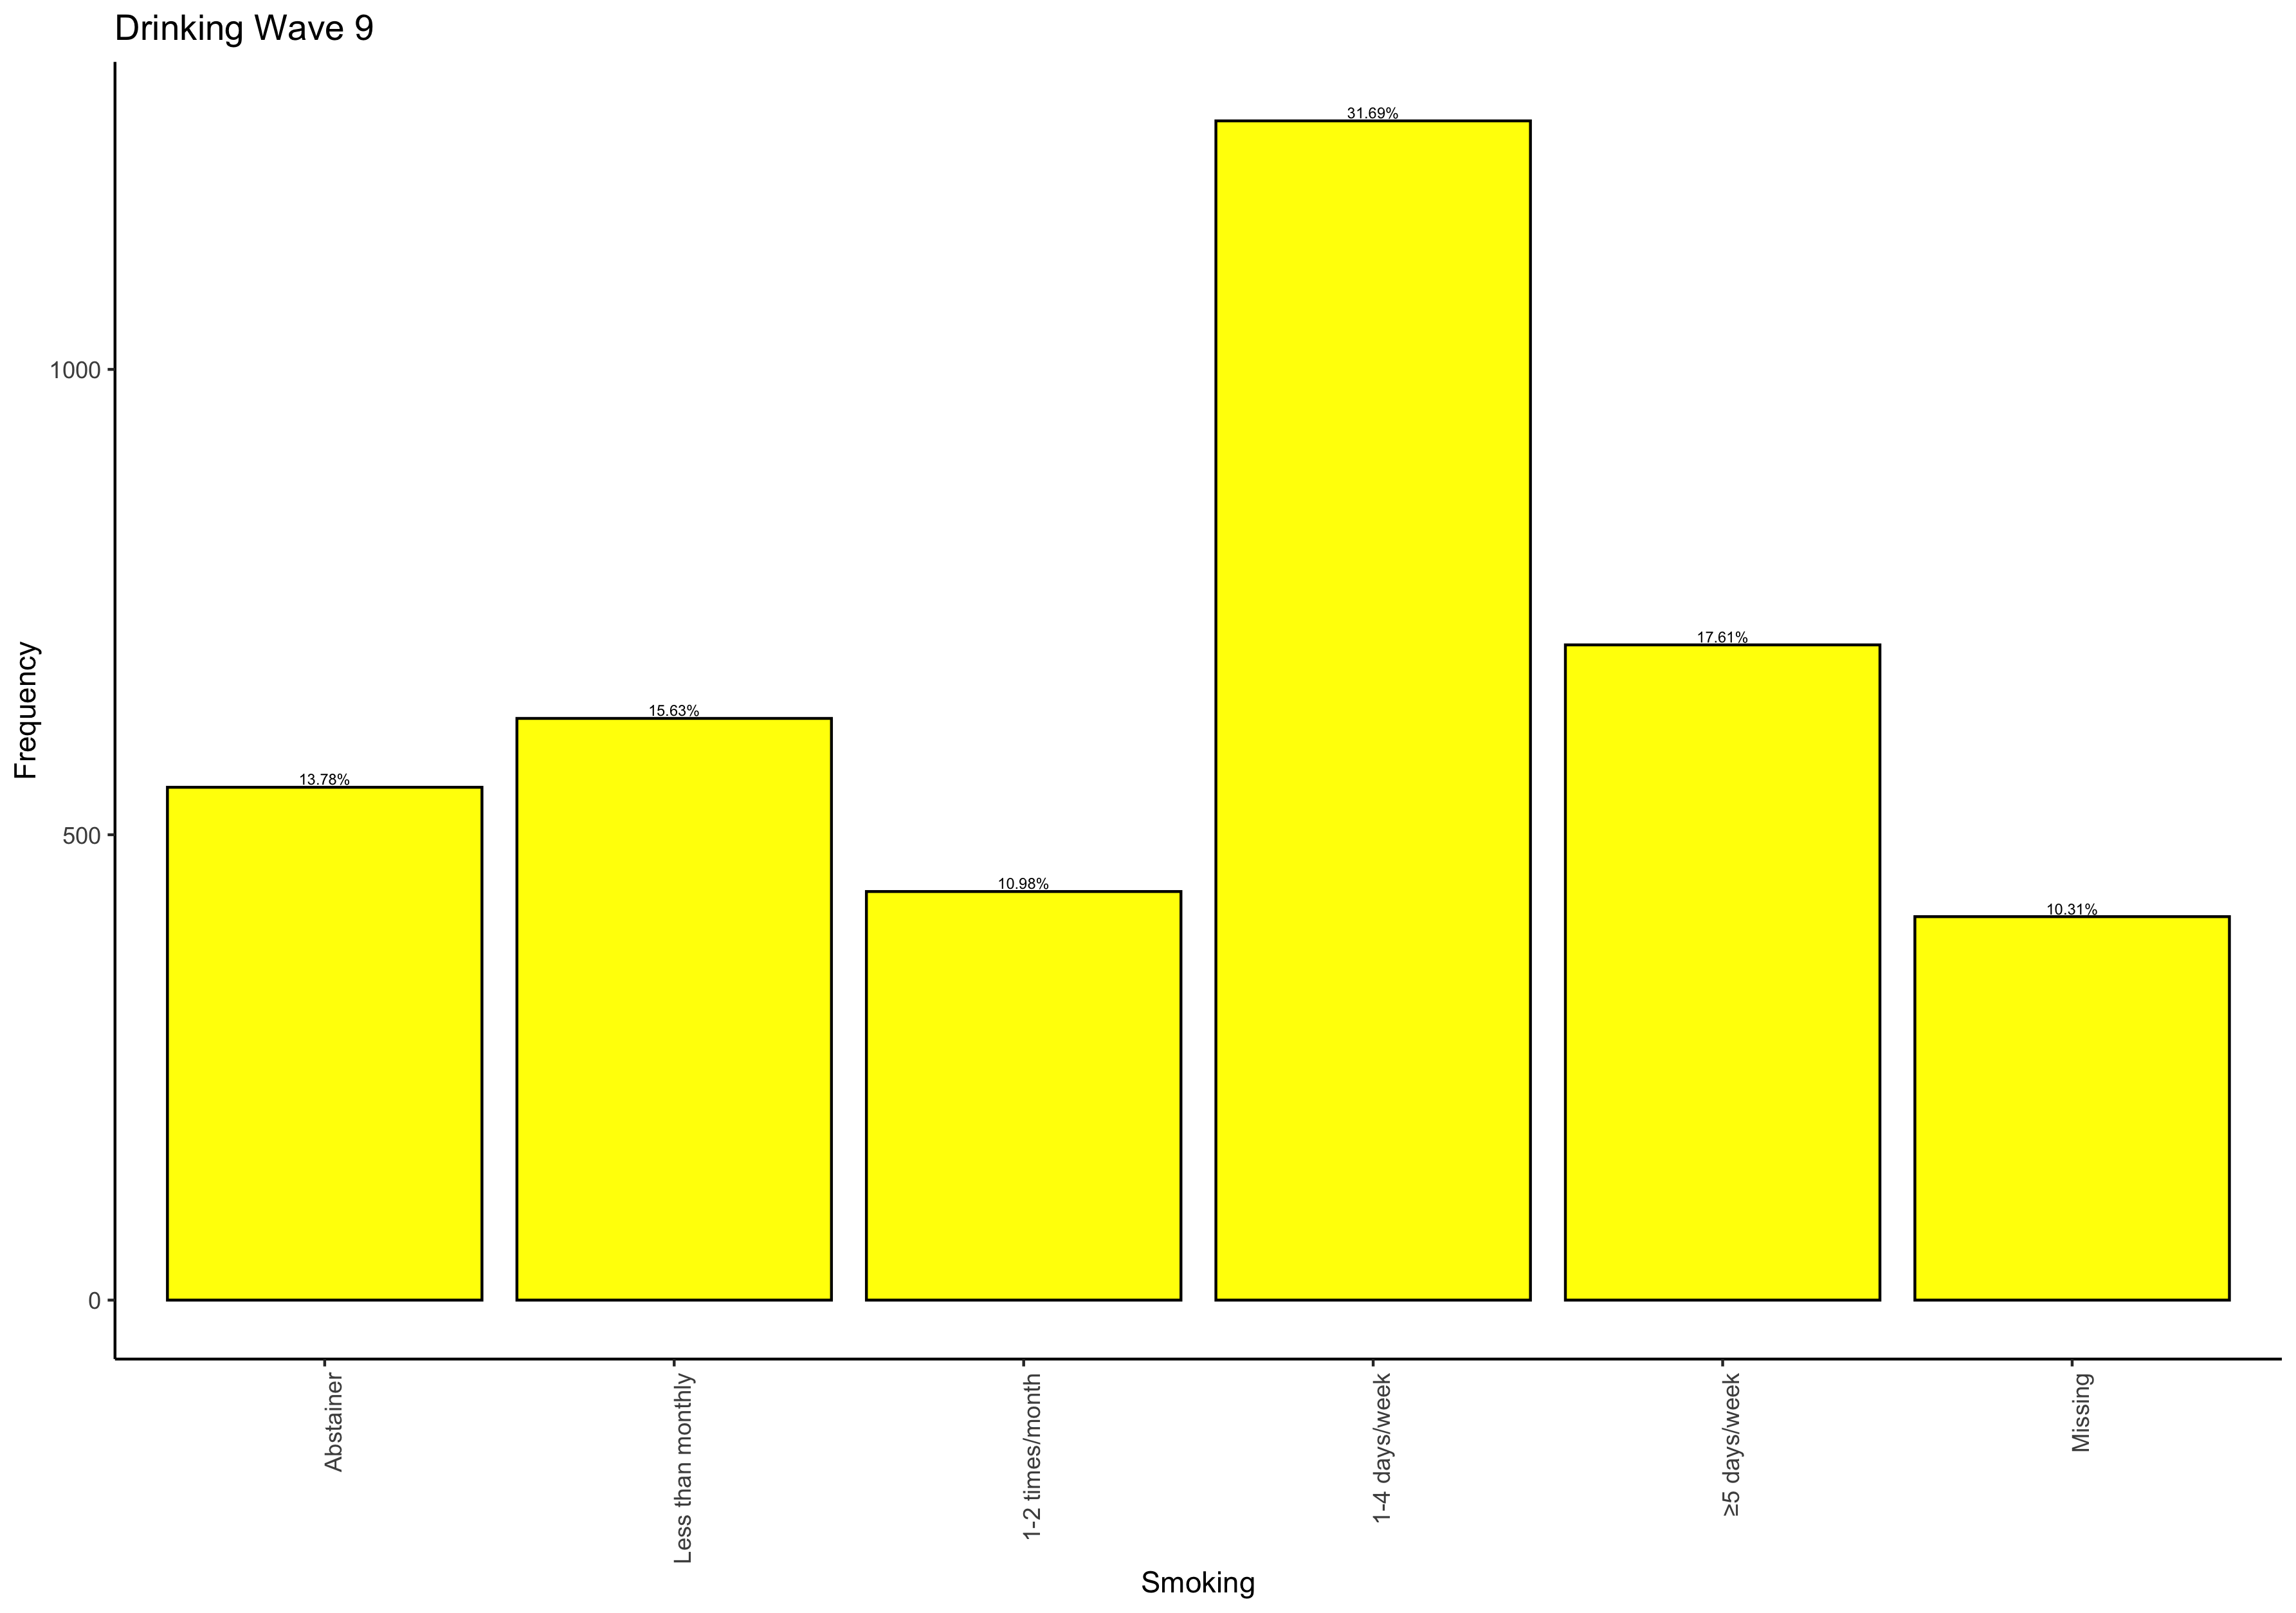 Drinking Wave 9
Frequency
1000
500
0
13.78%
15.63%
10.98%
31.69%
17.61%
10.31%
Abstainer
Less than monthly
1-2 times/month
1-4 days/week
≥5 days/week
Missing
Smoking